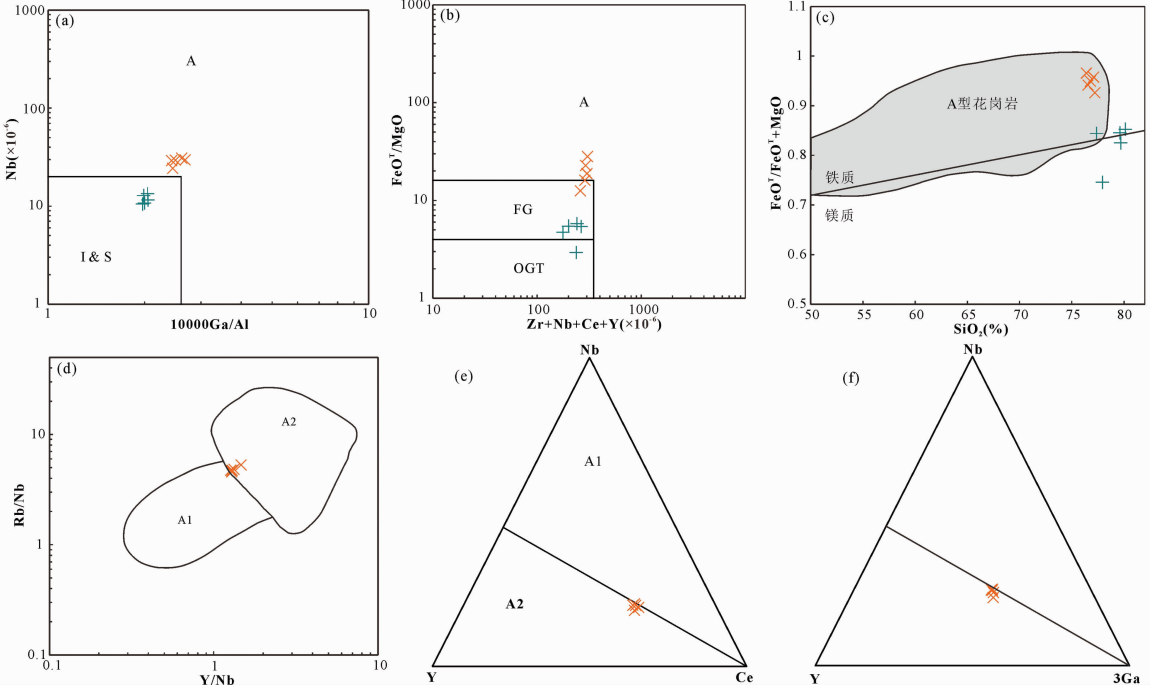 (a)
1000
100
10
1
Nb(×10⁻⁶)
A
I & S
1
10
10000Ga/Al
(b)
1000
100
10
1
FeOᵀ/MgO
A
FG
OGT
10
100
1000
Zr+Nb+Ce+Y(×10⁻⁶)
(c)
1.1
1
0.9
0.8
0.7
0.6
0.5
FeOᵀ/FeOᵀ+MgO
A型花岗岩
铁质
镁质
50
55
60
65
70
75
80
SiO₂(%)
(d)
10
1
0.1
Rb/Nb
A2
A1
0.1
1
10
Y/Nb
(e)
Nb
A1
A2
Y
Ce
(f)
Nb
Y
3Ga